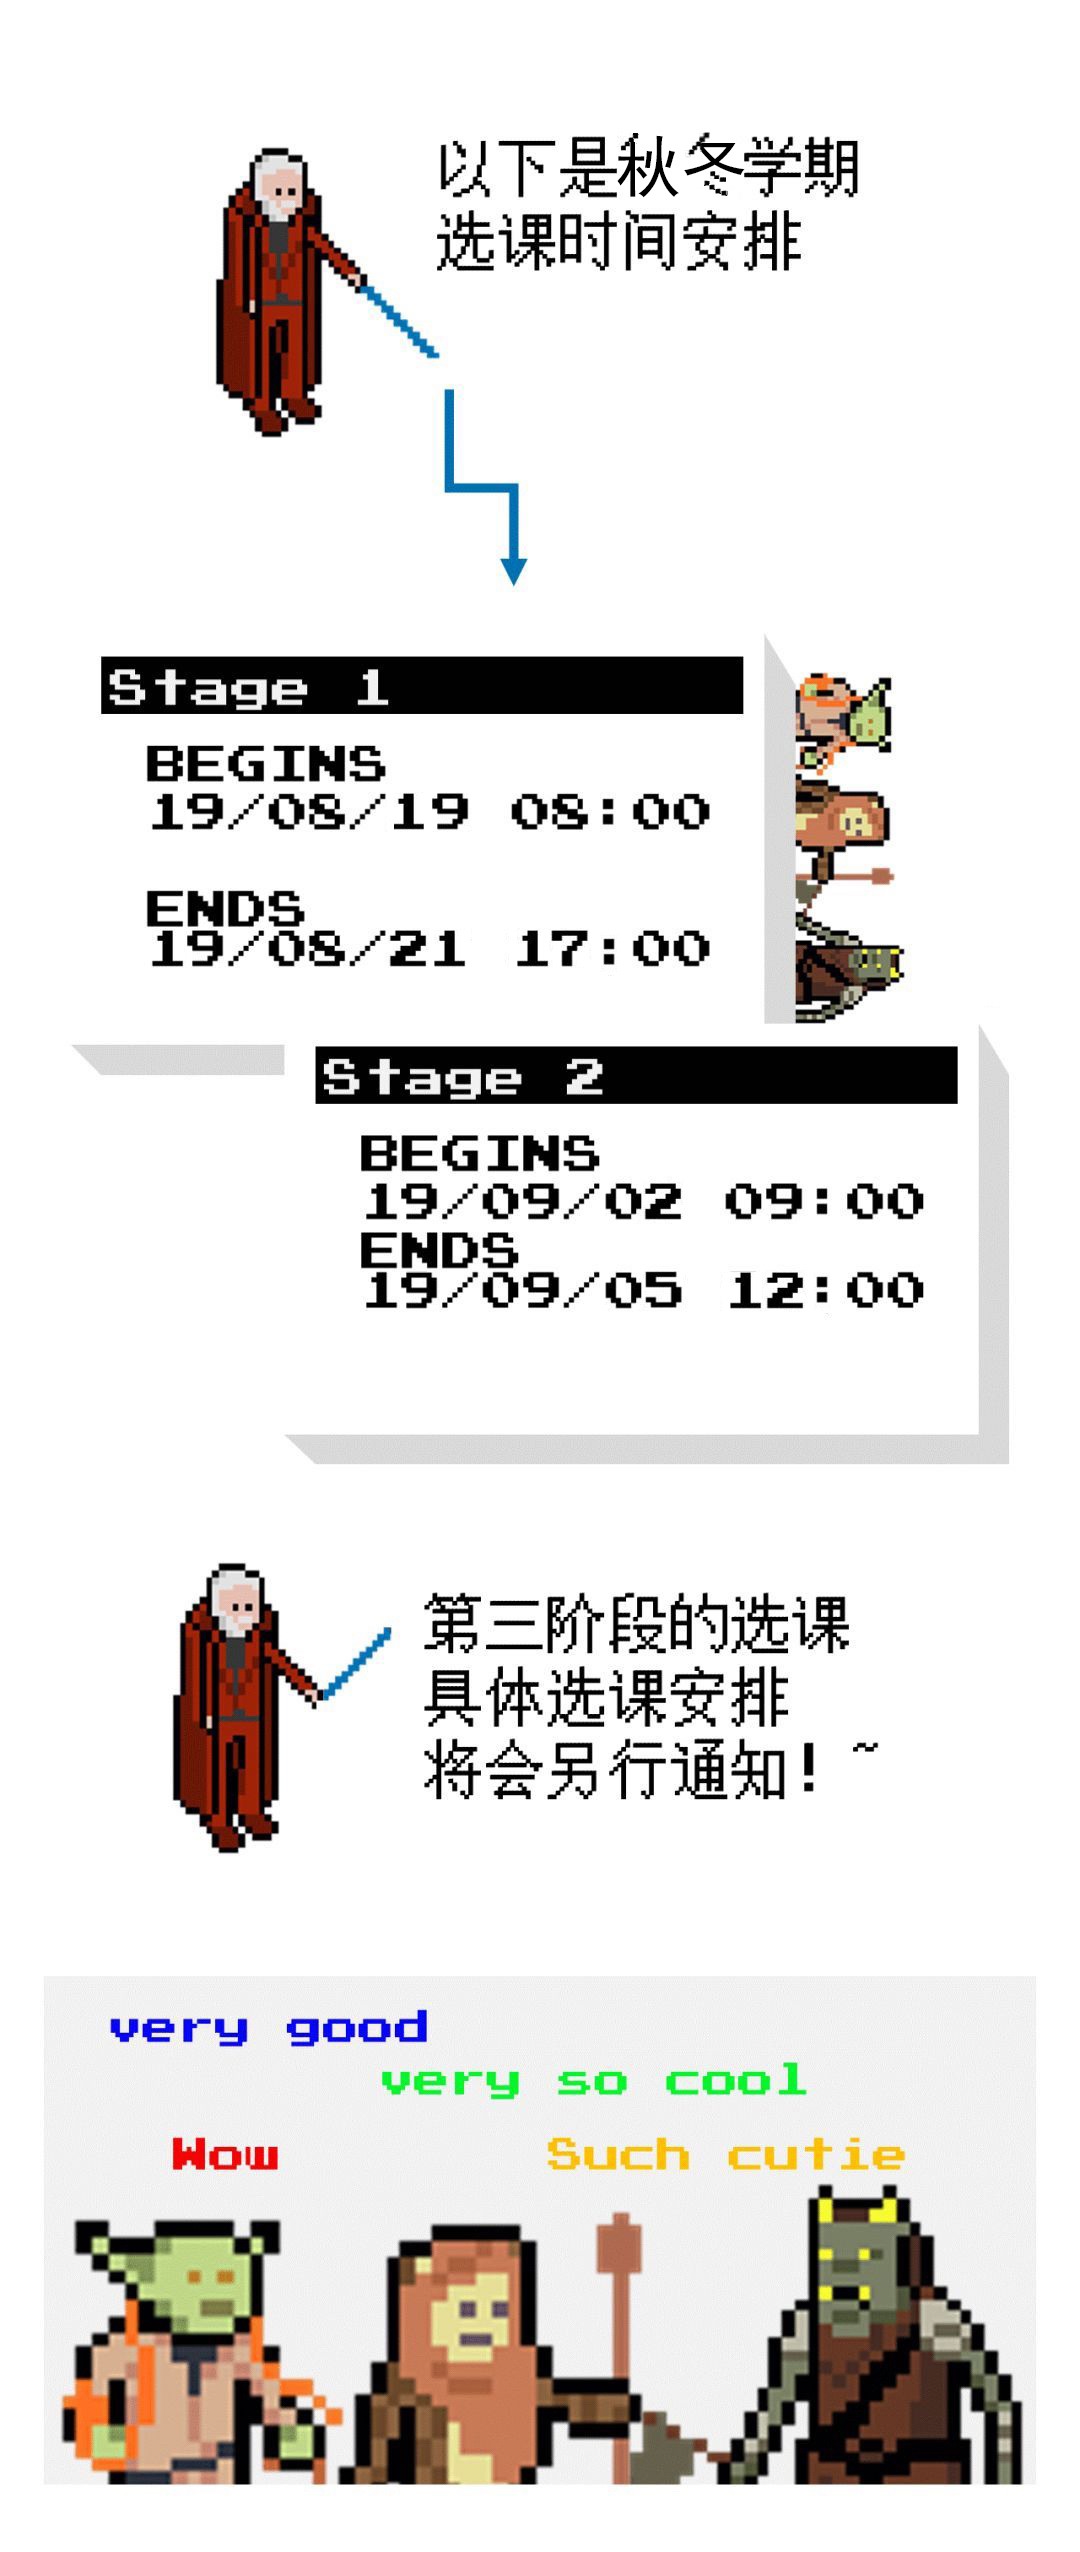 以下是秋冬学期
选课时间安排
Stage 1
BEGINS
19/08/19 08:00
ENDS
19/08/21 17:00
Stage 2
BEGINS
19/09/02 09:00
ENDS
19/09/05 12:00
第三阶段的选课
具体选课安排
将会另行通知!~
very good
very so cool
Wow
Such cutie